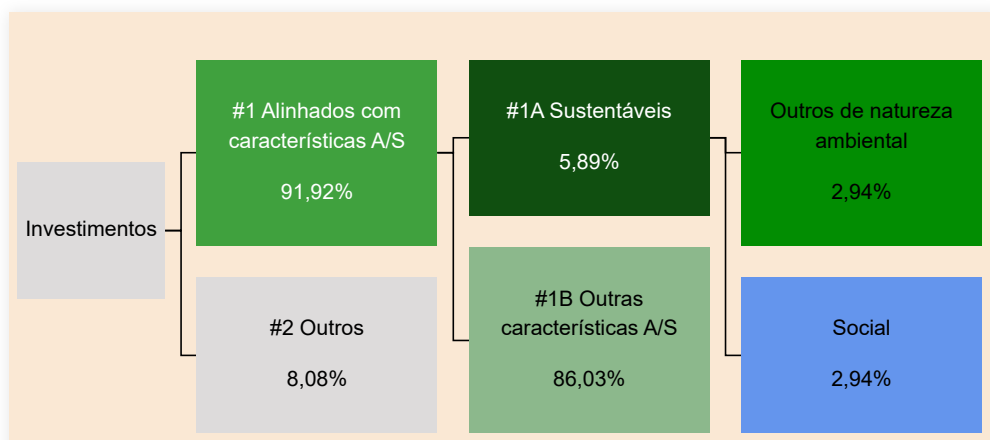 Investimentos
#1 Alinhados com
características A/S
91,92%
#2 Outros
8,08%
#1A Sustentáveis
5,89%
#1B Outras
características A/S
86,03%
Outros de natureza
ambiental
2,94%
Social
2,94%